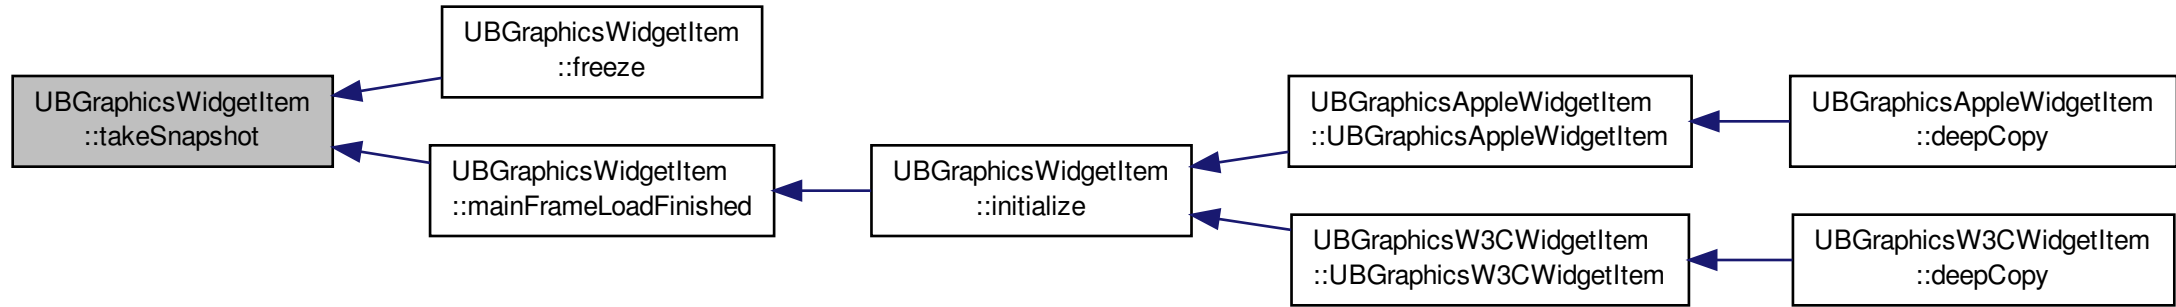 UBGraphicsWidgetItem
::takeSnapshot
UBGraphicsWidgetItem
::freeze
UBGraphicsWidgetItem
::mainFrameLoadFinished
UBGraphicsWidgetItem
::initialize
UBGraphicsAppleWidgetItem
::UBGraphicsAppleWidgetItem
UBGraphicsAppleWidgetItem
::deepCopy
UBGraphicsW3CWidgetItem
::UBGraphicsW3CWidgetItem
UBGraphicsW3CWidgetItem
::deepCopy